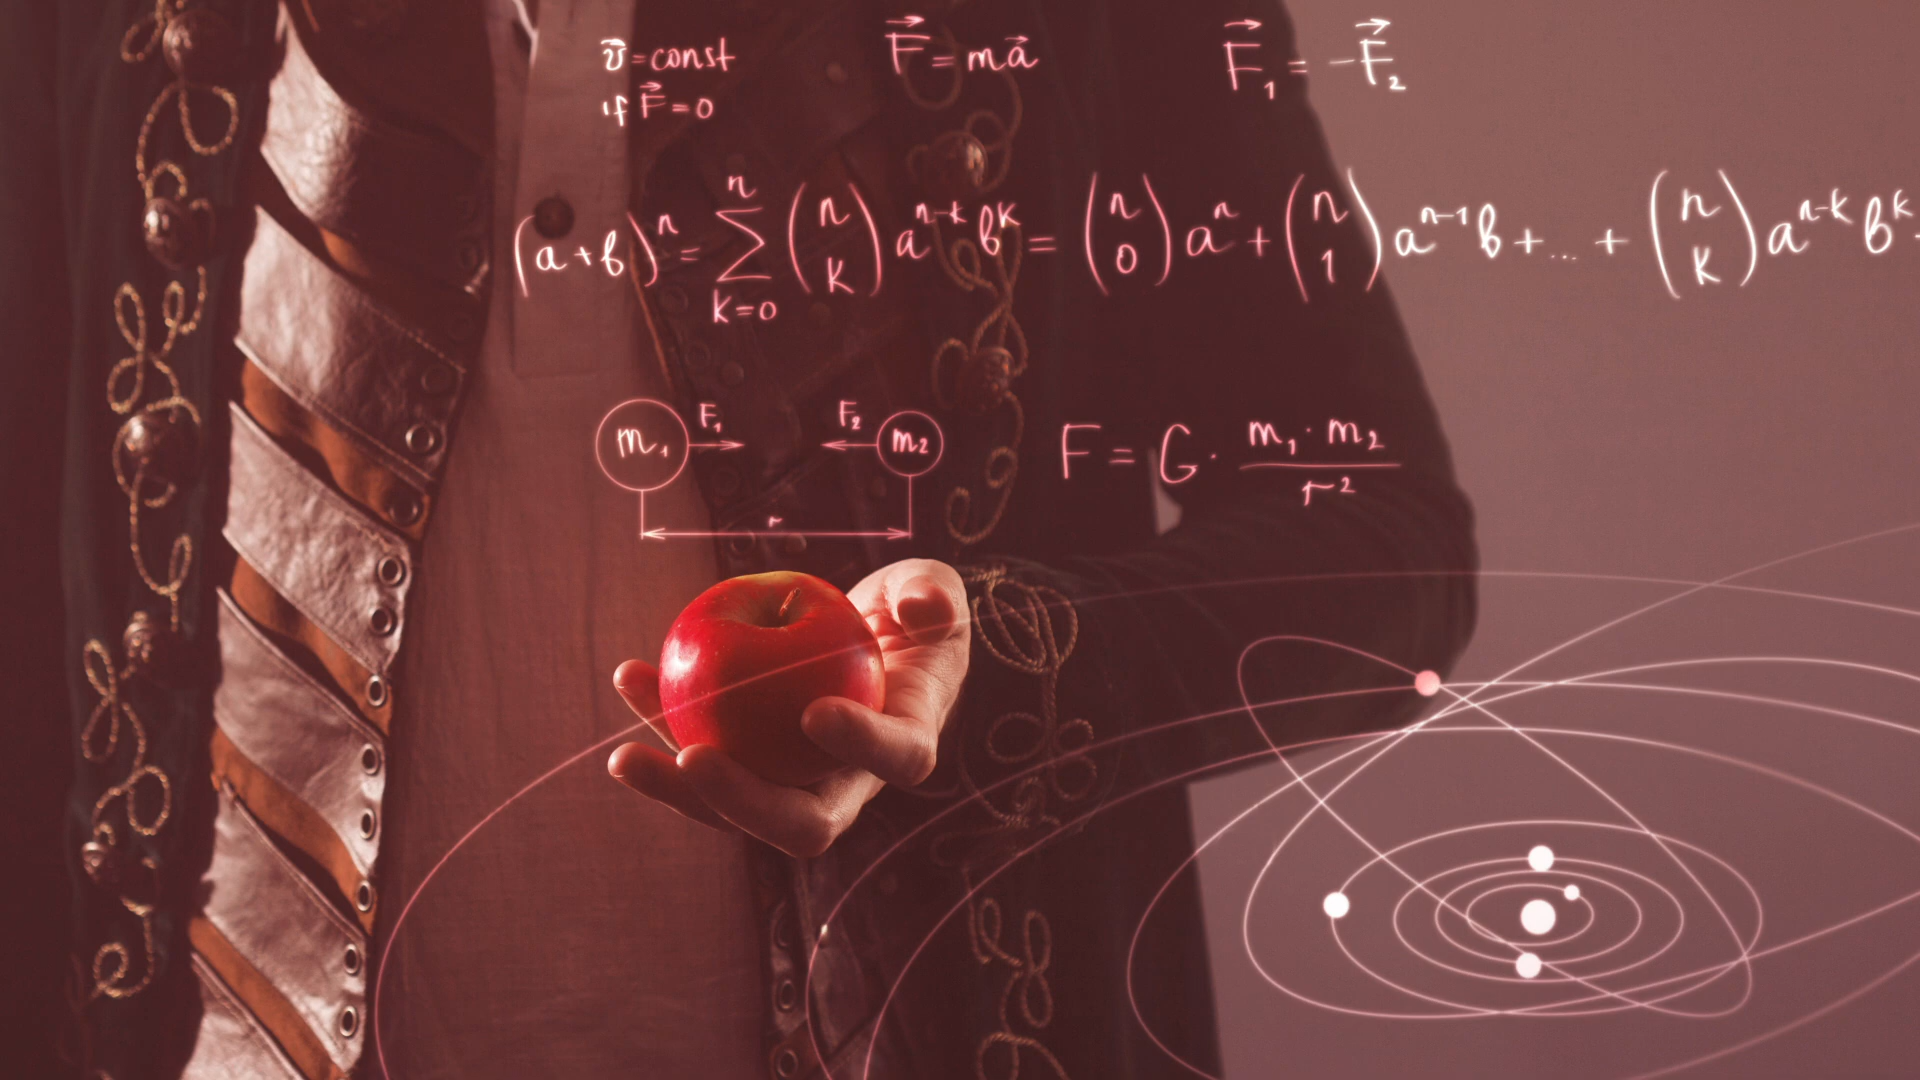 v⃗ = const
if F⃗ = 0
F⃗ = ma⃗
F⃗₁ = −F⃗₂
(a+b)ⁿ = ∑ₖ₌₀ⁿ (n k) aⁿ⁻ᵏ bᵏ = (n 0) aⁿ + (n 1) aⁿ⁻¹ b + ... + (n k) aⁿ⁻ᵏ bᵏ +
m₁ F₁ F₂ m₂
r
F = G · m₁ · m₂ / r²